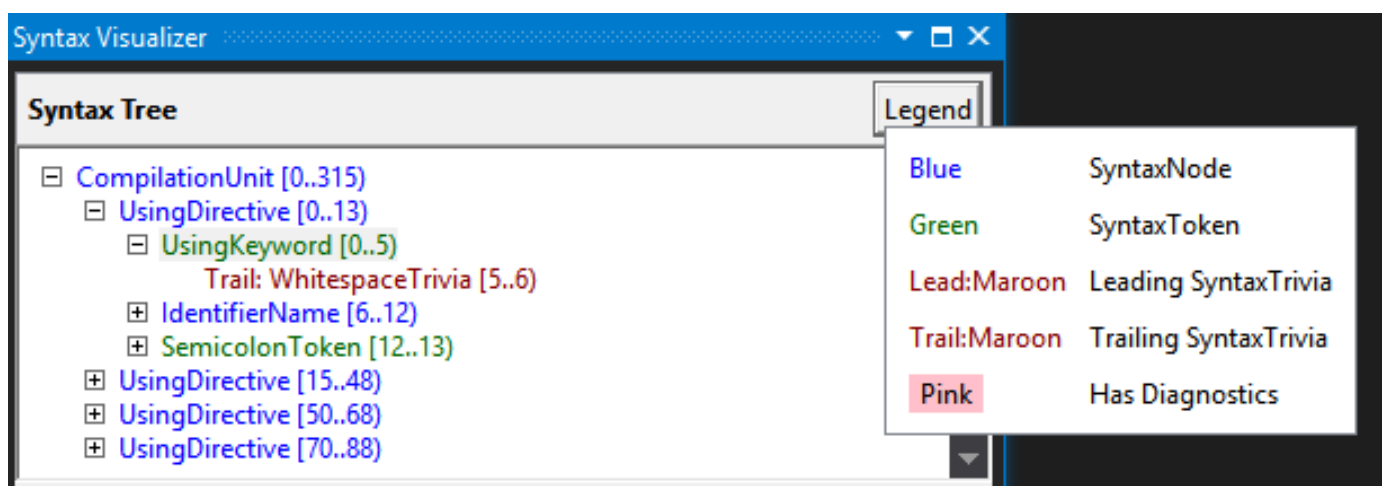 Syntax Visualizer
Syntax Tree
Legend
CompilationUnit [0..315)
UsingDirective [0..13)
UsingKeyword [0..5)
Trail: WhitespaceTrivia [5..6)
IdentifierName [6..12)
SemicolonToken [12..13)
UsingDirective [15..48)
UsingDirective [50..68)
UsingDirective [70..88)
Blue SyntaxNode
Green SyntaxToken
Lead:Maroon Leading SyntaxTrivia
Trail:Maroon Trailing SyntaxTrivia
Pink Has Diagnostics